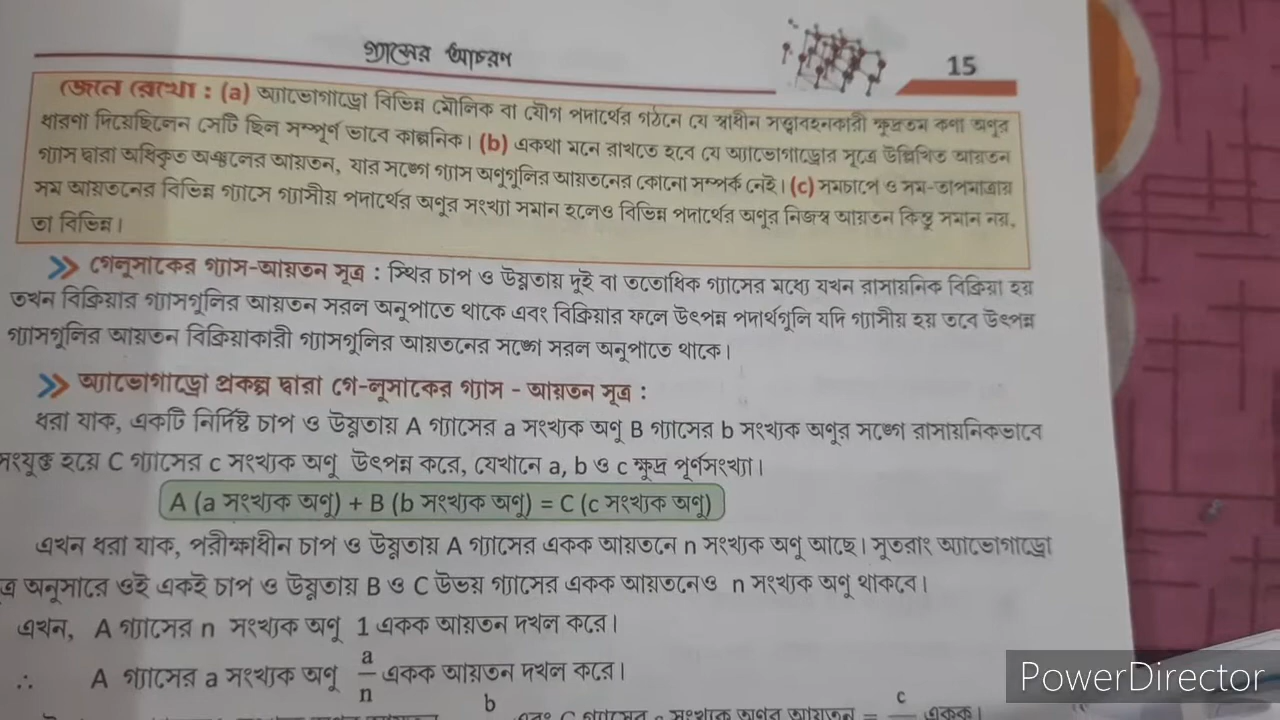 গ্যাসের আচরণ
15
জেনে রেখো : (a) অ্যাভোগাড্রো বিভিন্ন মৌলিক বা যৌগ পদার্থের গঠনে যে স্বাধীন সত্ত্বাবহনকারী ক্ষুদ্রতম কণা অণুর
ধারণা দিয়েছিলেন সেটি ছিল সম্পূর্ণ ভাবে কাল্পনিক। (b) একথা মনে রাখতে হবে যে অ্যাভোগাড্রোর সূত্রে উল্লিখিত আয়তন
গ্যাস দ্বারা অধিকৃত অঞ্চলের আয়তন, যার সঙ্গে গ্যাস অণুগুলির আয়তনের কোনো সম্পর্ক নেই। (c) সমচাপে ও সম-তাপমাত্রায়
সম আয়তনের বিভিন্ন গ্যাসে গ্যাসীয় পদার্থের অণুর সংখ্যা সমান হলেও বিভিন্ন পদার্থের অণুর নিজস্ব আয়তন কিন্তু সমান নয়,
তা বিভিন্ন।
গেলুসাকের গ্যাস-আয়তন সূত্র : স্থির চাপ ও উষ্ণতায় দুই বা ততোধিক গ্যাসের মধ্যে যখন রাসায়নিক বিক্রিয়া হয়
তখন বিক্রিয়ার গ্যাসগুলির আয়তন সরল অনুপাতে থাকে এবং বিক্রিয়ার ফলে উৎপন্ন পদার্থগুলি যদি গ্যাসীয় হয় তবে উৎপন্ন
গ্যাসগুলির আয়তন বিক্রিয়াকারী গ্যাসগুলির আয়তনের সঙ্গে সরল অনুপাতে থাকে।
অ্যাভোগাড্রো প্রকল্প দ্বারা গে-লুসাকের গ্যাস - আয়তন সূত্র :
ধরা যাক, একটি নির্দিষ্ট চাপ ও উষ্ণতায় A গ্যাসের a সংখ্যক অণু B গ্যাসের b সংখ্যক অণুর সঙ্গে রাসায়নিকভাবে
সংযুক্ত হয়ে C গ্যাসের c সংখ্যক অণু উৎপন্ন করে, যেখানে a, b ও c ক্ষুদ্র পূর্ণসংখ্যা।
A (a সংখ্যক অণু) + B (b সংখ্যক অণু) = C (c সংখ্যক অণু)
এখন ধরা যাক, পরীক্ষাধীন চাপ ও উষ্ণতায় A গ্যাসের একক আয়তনে n সংখ্যক অণু আছে। সুতরাং অ্যাভোগাড্রো
অনুসারে ওই একই চাপ ও উষ্ণতায় B ও C উভয় গ্যাসের একক আয়তনেও n সংখ্যক অণু থাকবে।
এখন, A গ্যাসের n সংখ্যক অণু 1 একক আয়তন দখল করে।
∴ A গ্যাসের a সংখ্যক অণু a/n একক আয়তন দখল করে।
b এবং C গ্যাসের সংখ্যক অণুর আয়তন = c একক।
PowerDirector